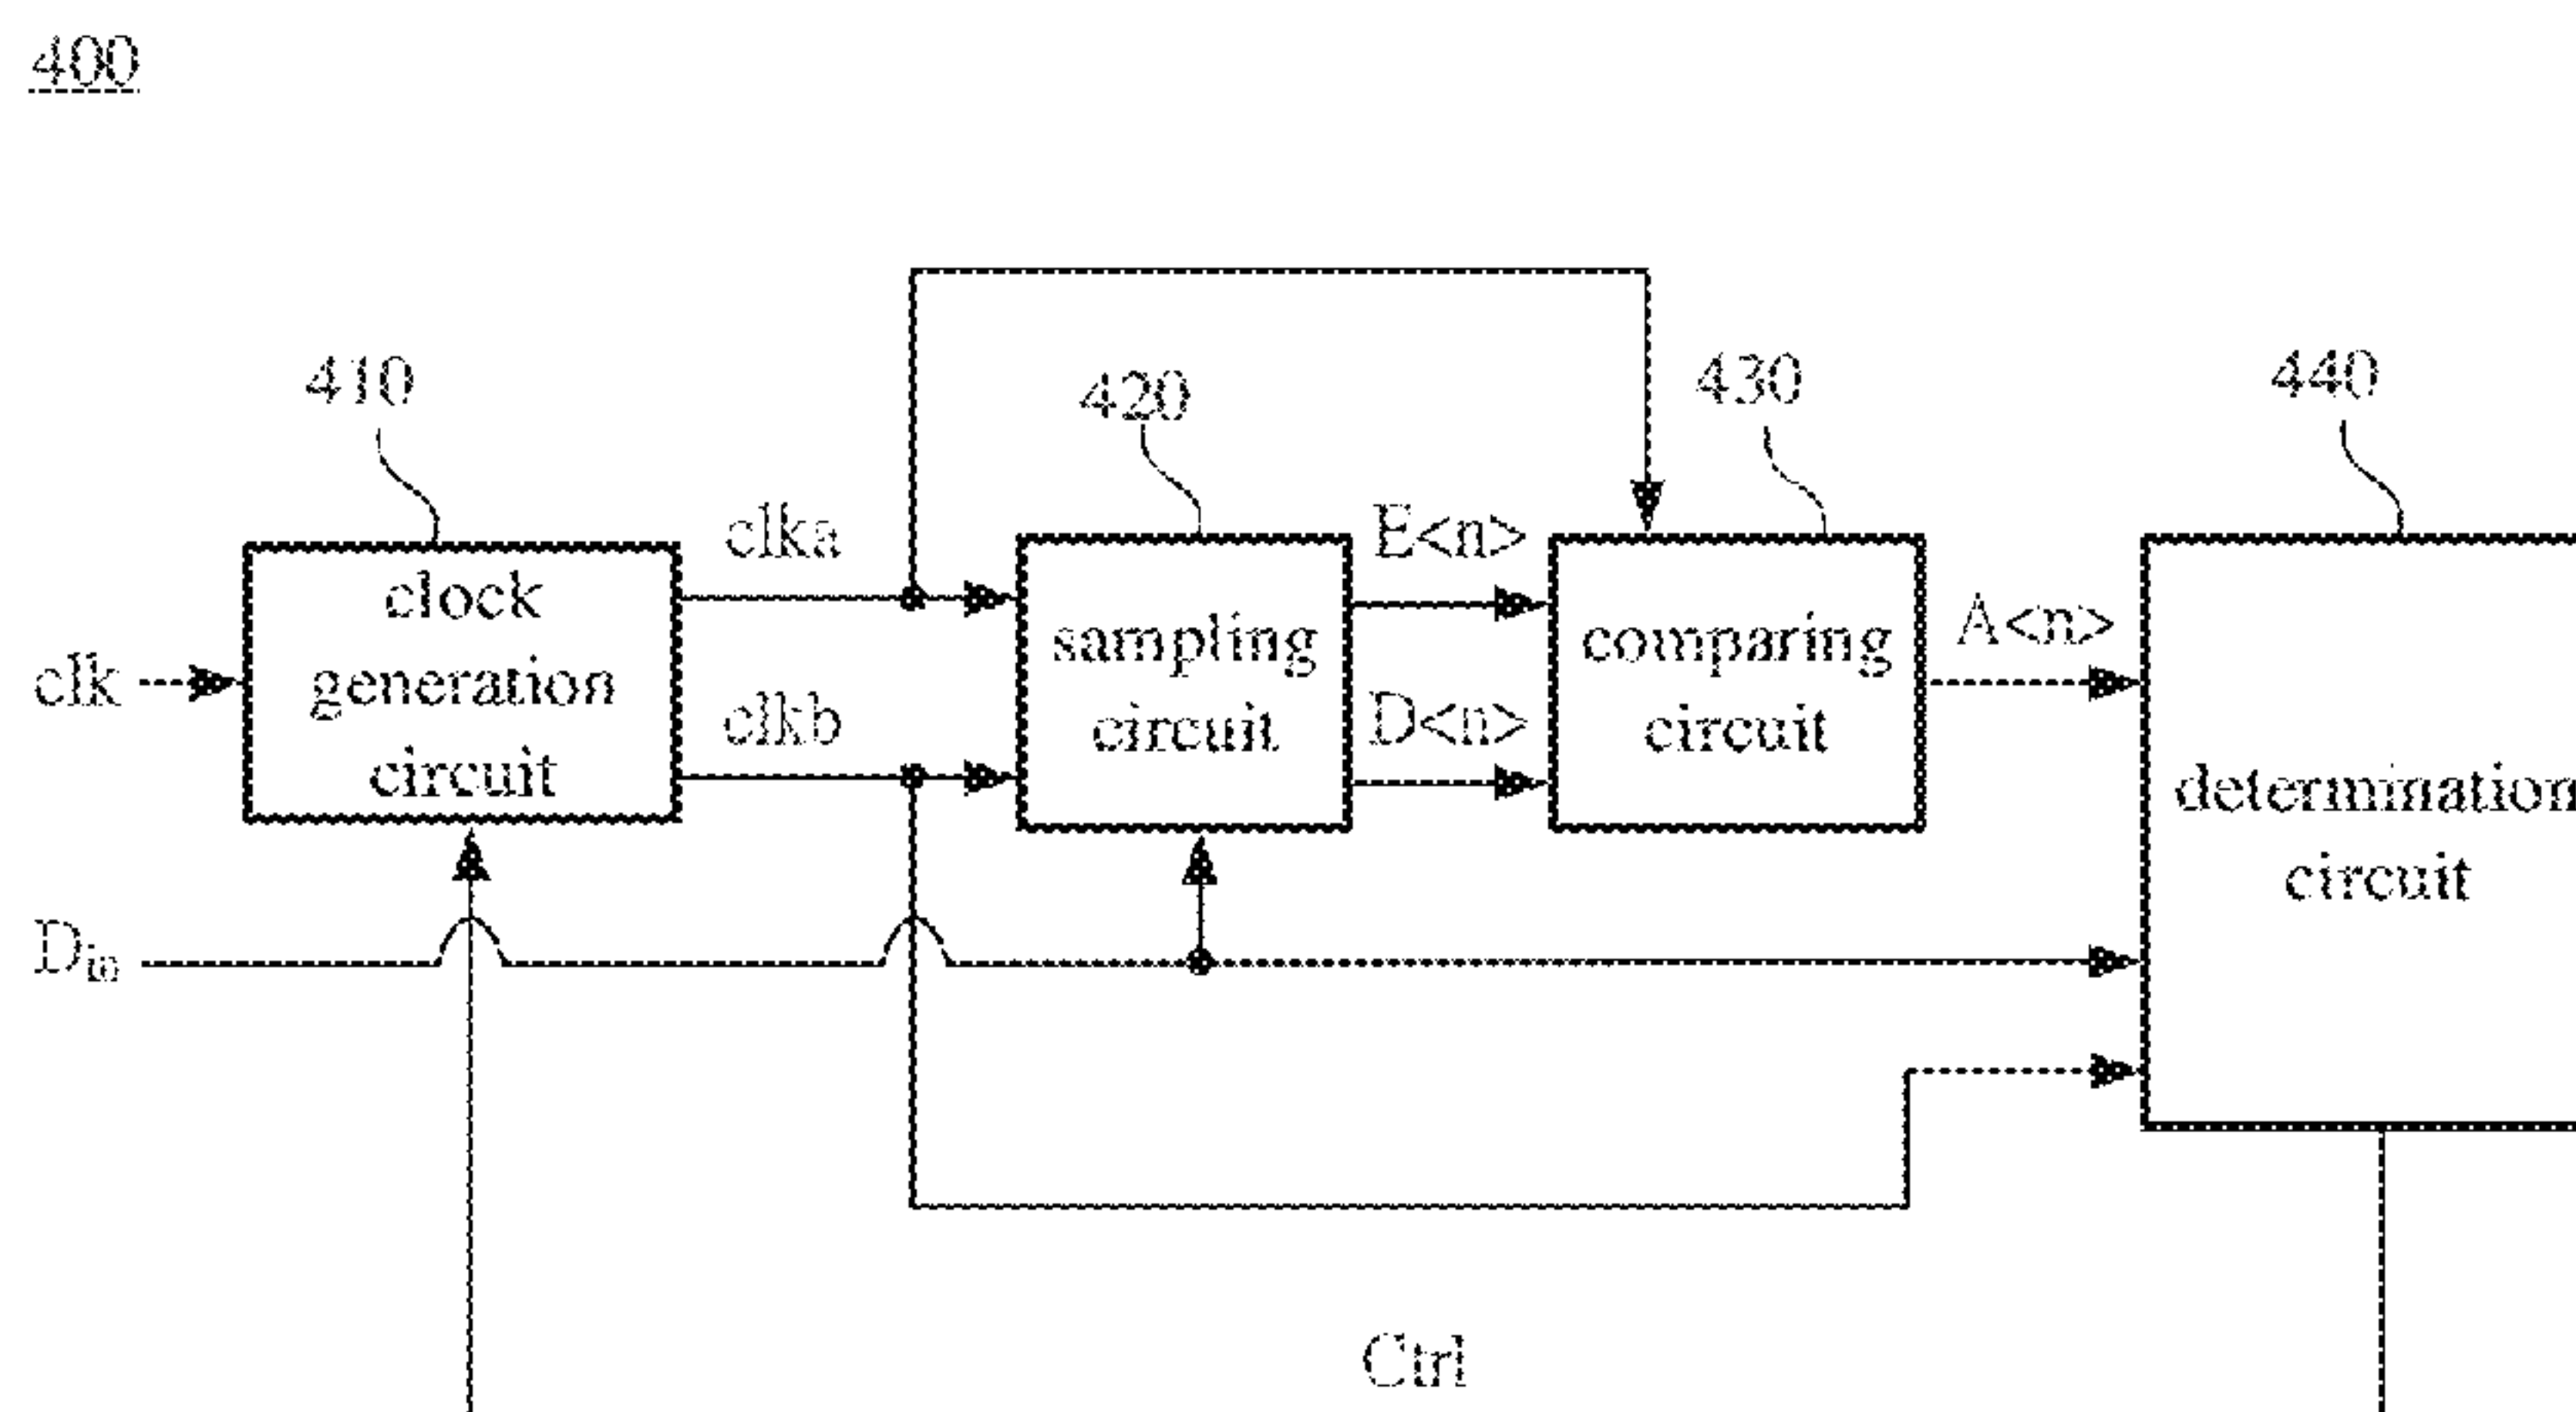 400
410
420
430
440
clka
E<n>
clock
generation
circuit
sampling
circuit
comparing
circuit
A<n>
clk
clkb
D<n>
determination
circuit
Din
Ctrl